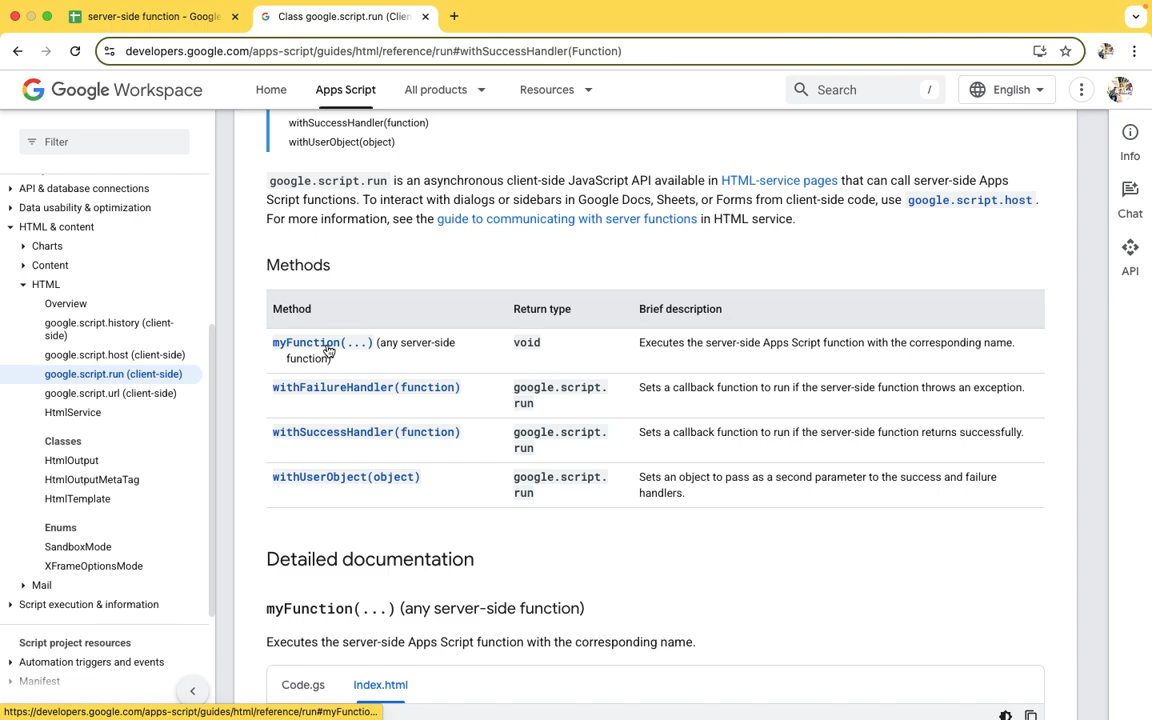 server-side function - Google
Class google.script.run (Clien
developers.google.com/apps-script/guides/html/reference/run#withSuccessHandler(Function)
Google Workspace
Home
Apps Script
All products
Resources
Search
/
English
Filter
API & database connections
Data usability & optimization
HTML & content
Charts
Content
HTML
Overview
google.script.history (client-
side)
google.script.host (client-side)
google.script.run (client-side)
google.script.url (client-side)
HtmlService
Classes
HtmlOutput
HtmlOutputMetaTag
HtmlTemplate
Enums
SandboxMode
XFrameOptionsMode
Mail
Script execution & information
Script project resources
Automation triggers and events
Manifest
withSuccessHandler(function)
withUserObject(object)
google.script.run is an asynchronous client-side JavaScript API available in HTML-service pages that can call server-side Apps
Script functions. To interact with dialogs or sidebars in Google Docs, Sheets, or Forms from client-side code, use google.script.host.
For more information, see the guide to communicating with server functions in HTML service.
Methods
Method Return type Brief description
myFunction(...) (any server-side void Executes the server-side Apps Script function with the corresponding name.
function)
withFailureHandler(function) google.script. Sets a callback function to run if the server-side function throws an exception.
run
withSuccessHandler(function) google.script. Sets a callback function to run if the server-side function returns successfully.
run
withUserObject(object) google.script. Sets an object to pass as a second parameter to the success and failure
run handlers.
Detailed documentation
myFunction(...) (any server-side function)
Executes the server-side Apps Script function with the corresponding name.
Code.gs
Index.html
Info
Chat
API
https://developers.google.com/apps-script/guides/html/reference/run#myFunctio...